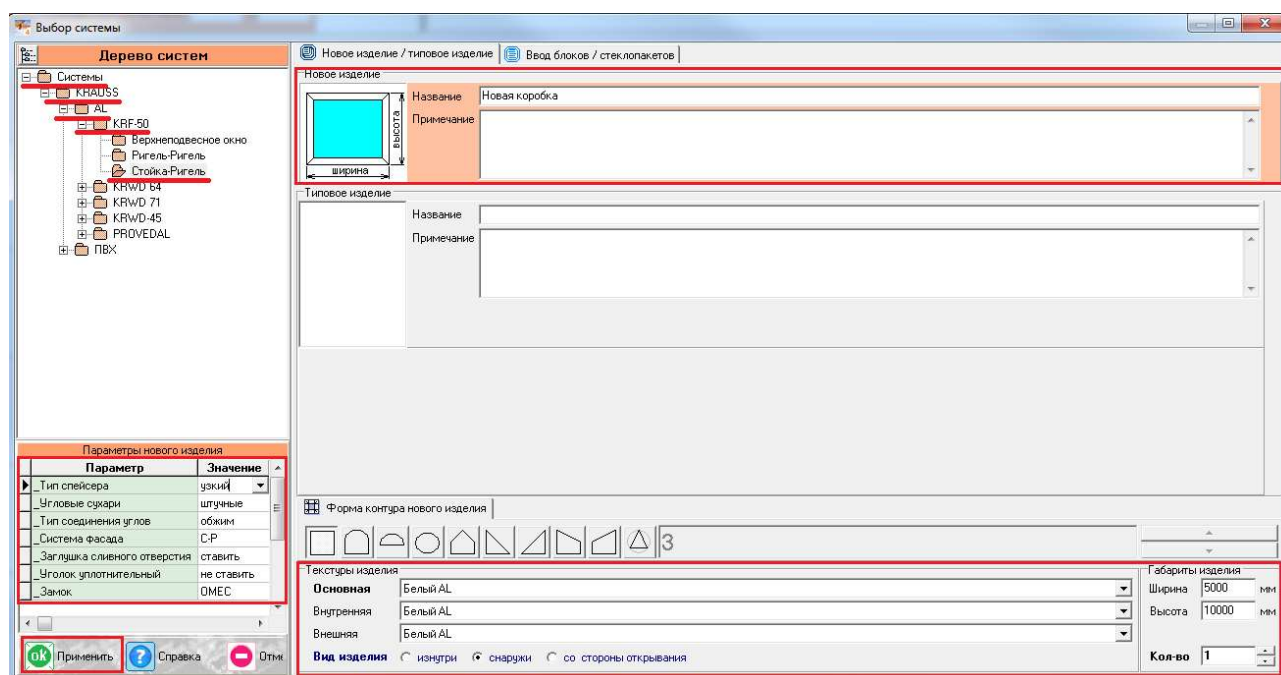 Выбор системы
Дерево систем
Системы
KRAUSS
AL
KRF-50
Верхнеподвесное окно
Ригель-Ригель
Стойка-Ригель
KRWD 64
KRWD 71
KRWD-45
PROVEDAL
ПВХ
Параметры нового изделия
Параметр Значение
_Тип спейсера узкий
_Угловые сухари штучные
_Тип соединения углов обжим
_Система фасада С-Р
_Заглушка сливного отверстия ставить
_Уголок уплотнительный не ставить
_Замок OMEC
ok Применить ? Справка Отм
Новое изделие / типовое изделие Ввод блоков / стеклопакетов
Новое изделие
высота
ширина
Название Новая коробка
Примечание
Типовое изделие
Название
Примечание
Форма контура нового изделия
3
Текстуры изделия
Основная Белый AL
Внутренняя Белый AL
Внешняя Белый AL
Вид изделия изнутри снаружи со стороны открывания
Габариты изделия
Ширина 5000 мм
Высота 10000 мм
Кол-во 1